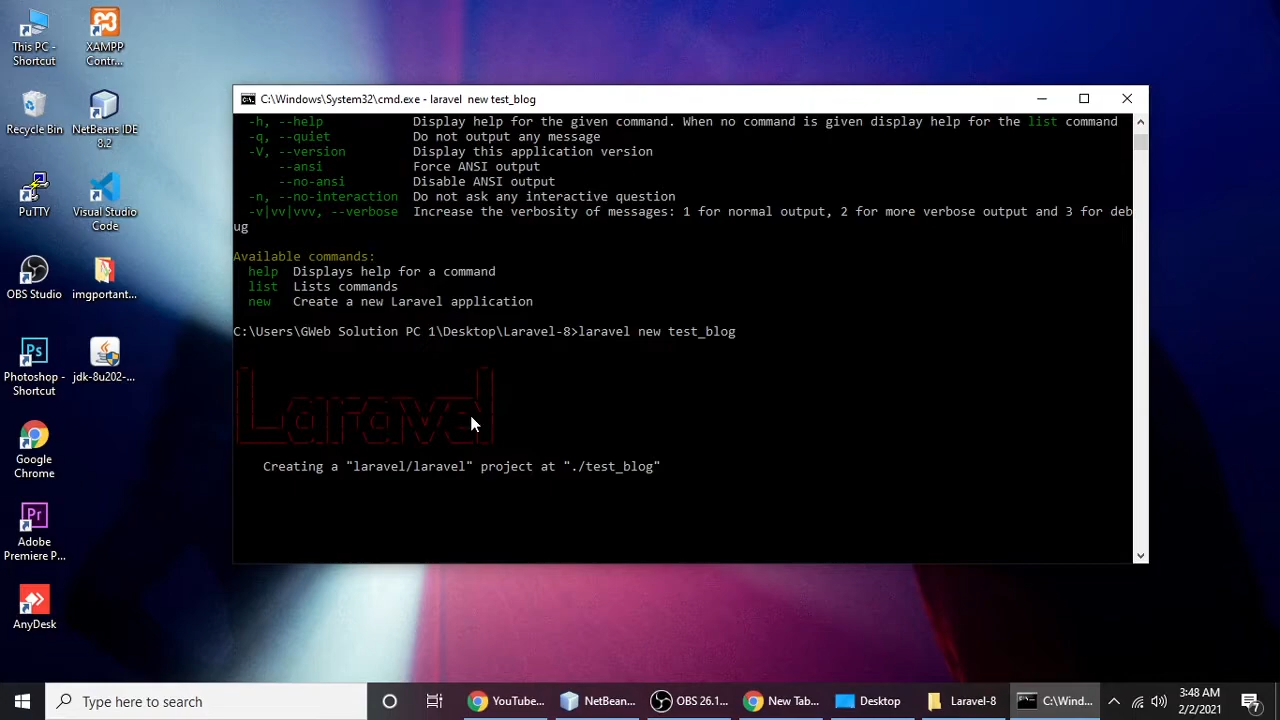 This PC - Shortcut
XAMPP Contr...
Recycle Bin
NetBeans IDE 8.2
PuTTY
Visual Studio Code
OBS Studio
imgportant...
Photoshop - Shortcut
jdk-8u202-...
Google Chrome
Adobe Premiere P...
AnyDesk
C:\Windows\System32\cmd.exe - laravel  new test_blog
-h, --help            Display help for the given command. When no command is given display help for the list command
-q, --quiet           Do not output any message
-V, --version         Display this application version
    --ansi            Force ANSI output
    --no-ansi         Disable ANSI output
-n, --no-interaction  Do not ask any interactive question
-v|vv|vvv, --verbose  Increase the verbosity of messages: 1 for normal output, 2 for more verbose output and 3 for deb
ug
Available commands:
help  Displays help for a command
list  Lists commands
new   Create a new Laravel application
C:\Users\GWeb Solution PC 1\Desktop\Laravel-8>laravel new test_blog
Laravel
Creating a "laravel/laravel" project at "./test_blog"
Type here to search
YouTube...
NetBean...
OBS 26.1...
New Tab...
Desktop
Laravel-8
C:\Wind...
3:48 AM
2/2/2021
7